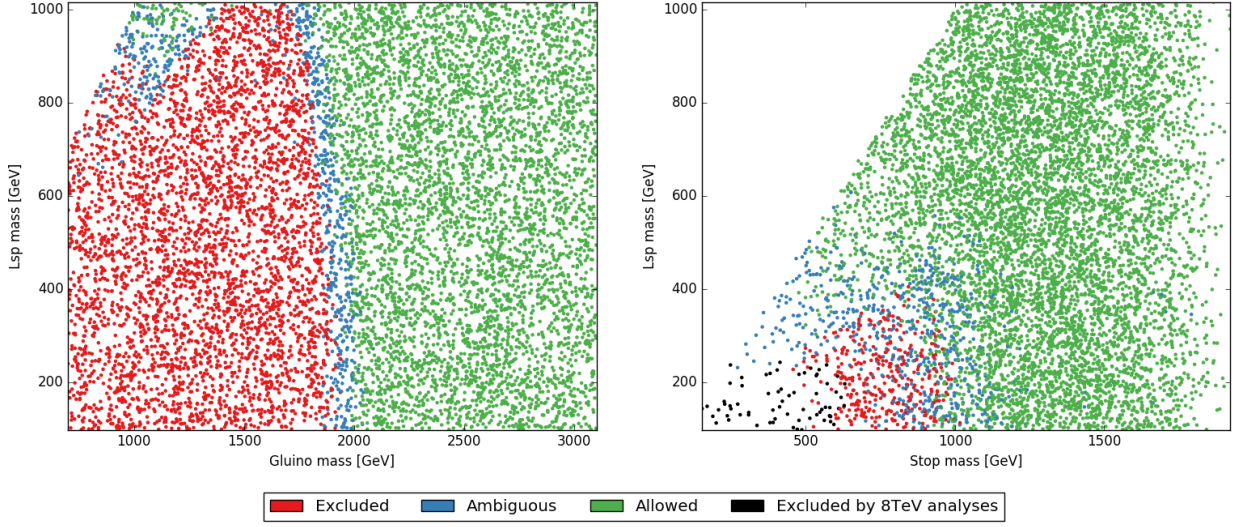 1000
800
600
400
200
Lsp mass [GeV]
1000 1500 2000 2500 3000
Gluino mass [GeV]
1000
800
600
400
200
Lsp mass [GeV]
500 1000 1500
Stop mass [GeV]
Excluded Ambiguous Allowed Excluded by 8TeV analyses